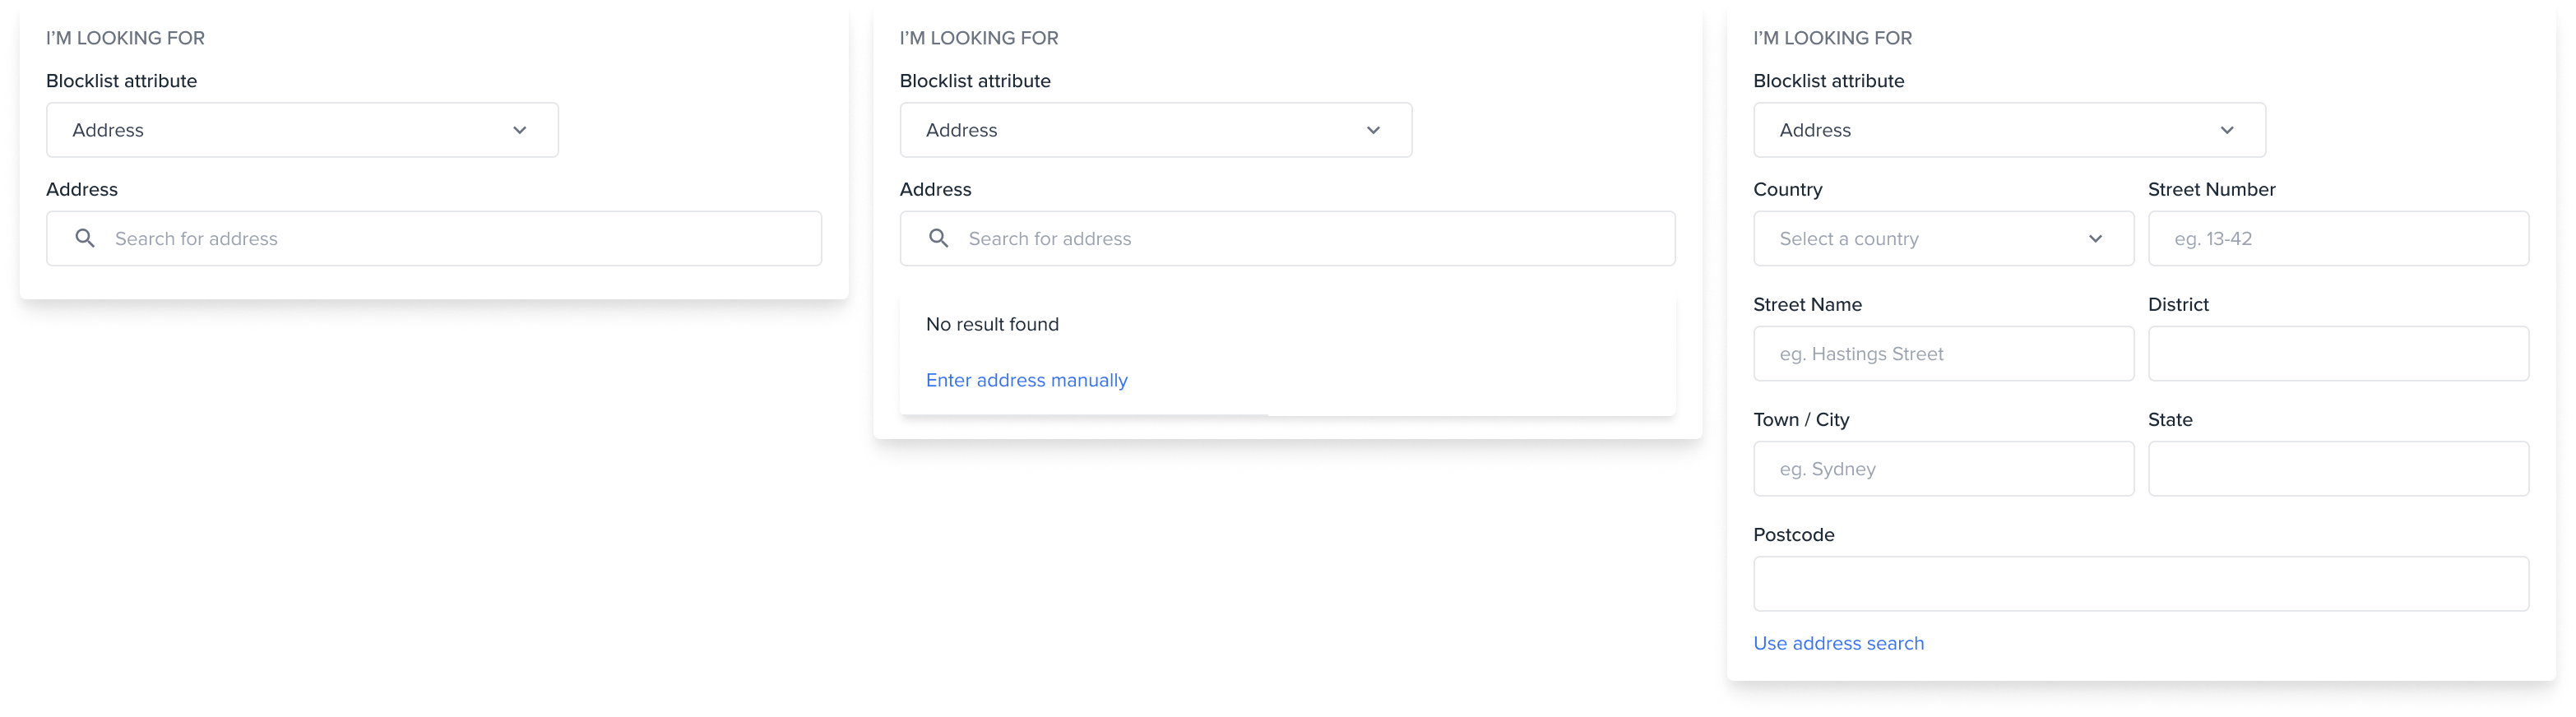 I'M LOOKING FOR
Blocklist attribute
Address
Address
Search for address
I'M LOOKING FOR
Blocklist attribute
Address
Address
Search for address
No result found
Enter address manually
I'M LOOKING FOR
Blocklist attribute
Address
Country
Street Number
Select a country
eg. 13-42
Street Name
District
eg. Hastings Street
Town / City
State
eg. Sydney
Postcode
Use address search